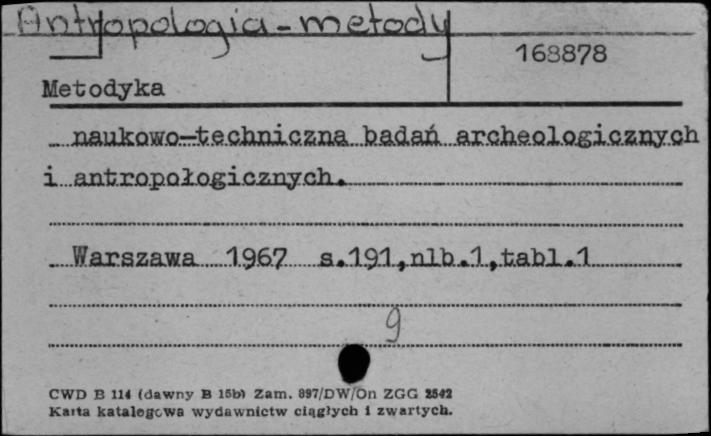 Antropologia - metody
168878
Metodyka
naukowo-techniczna badań archeologicznych
i antropołogicznych.
Warszawa 1967 s.191,nlb.1,tabl.1
9
CWD B 114 (dawny B 15b) Zam. 897/DW/On ZGG 2542
Karta katalogowa wydawnictw ciągłych i zwartych.